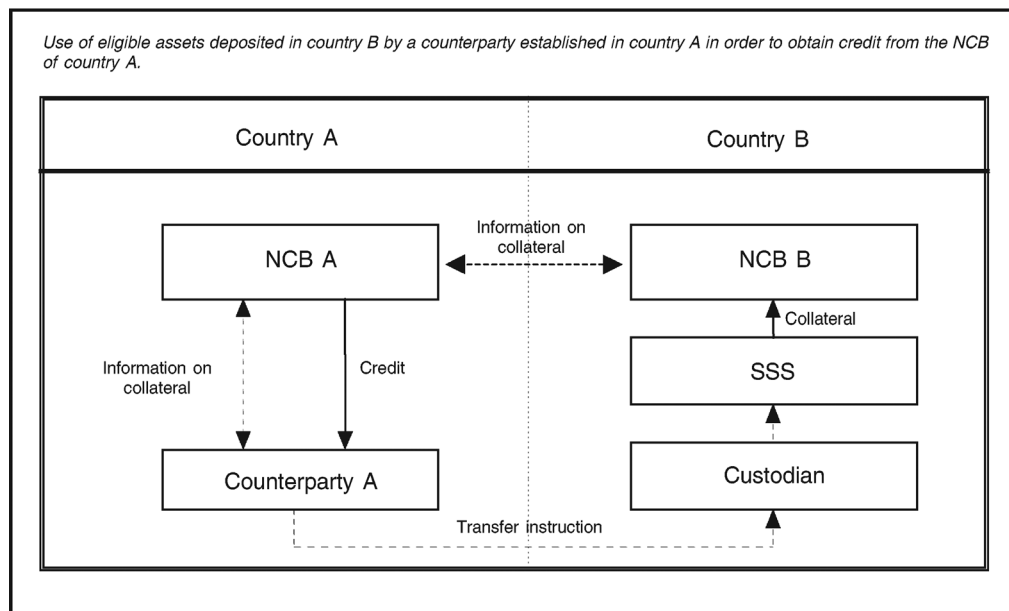 Use of eligible assets deposited in country B by a counterparty established in country A in order to obtain credit from the NCB
of country A.
Country A
Country B
Information on
collateral
NCB A
NCB B
Collateral
Information on
collateral
Credit
SSS
Counterparty A
Custodian
Transfer instruction